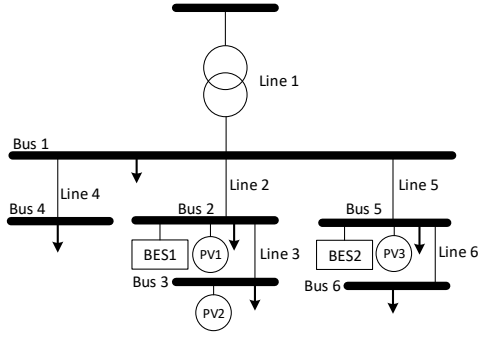 Line 1
Bus 1
Line 4
Line 2
Line 5
Bus 4
Bus 2
Bus 5
BES1
PV1
Line 3
BES2
PV3
Line 6
Bus 3
Bus 6
PV2